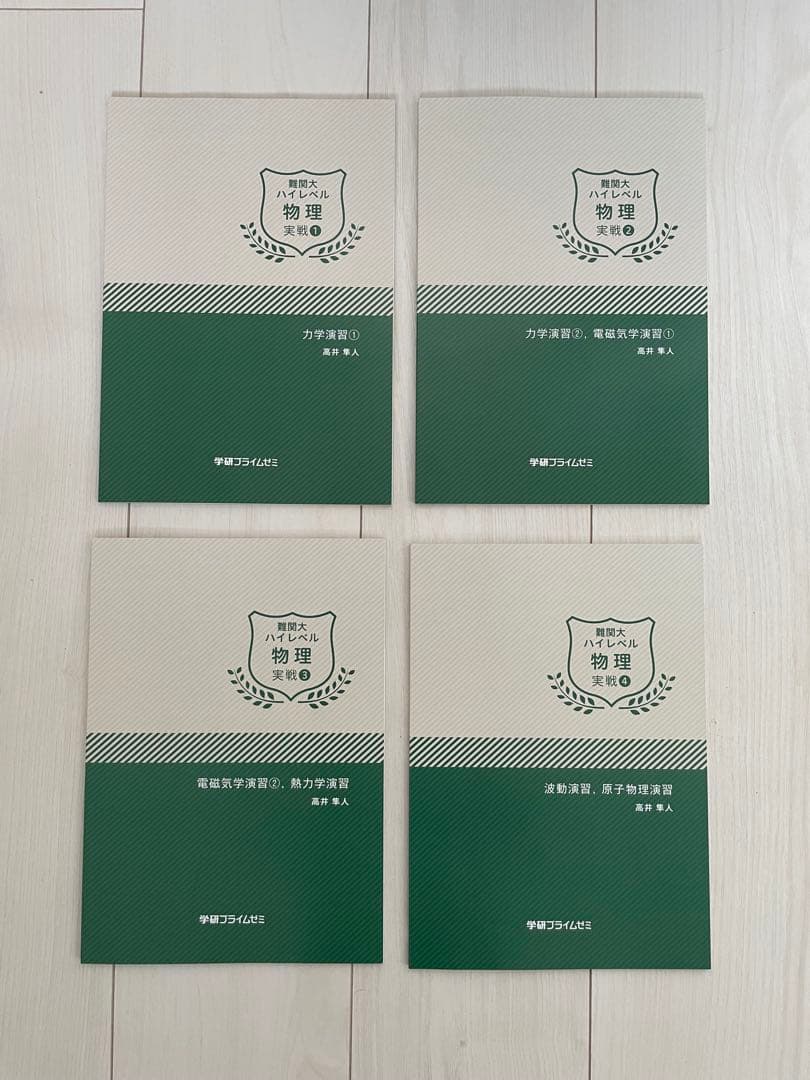 難関大
ハイレベル
物理
実戦❶
力学演習①
高井 隼人
学研プライムゼミ
難関大
ハイレベル
物理
実戦❷
力学演習②, 電磁気学演習①
高井 隼人
学研プライムゼミ
難関大
ハイレベル
物理
実戦❸
電磁気学演習②, 熱力学演習
高井 隼人
学研プライムゼミ
難関大
ハイレベル
物理
実戦❹
波動演習, 原子物理演習
高井 隼人
学研プライムゼミ